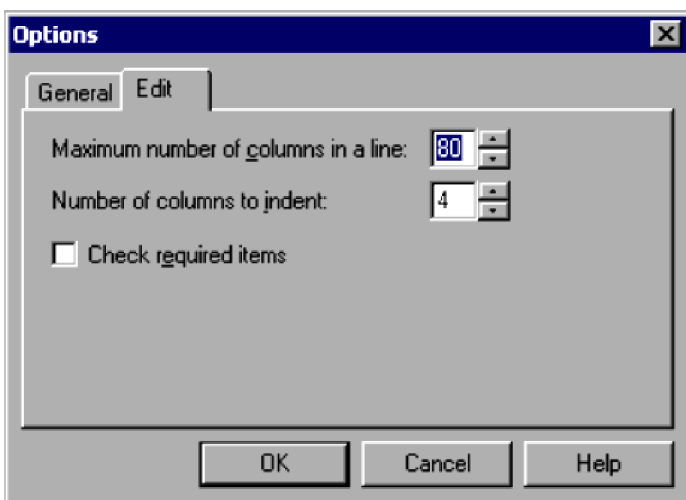 Options
General Edit
Maximum number of columns in a line: 80
Number of columns to indent: 4
Check required items
OK Cancel Help